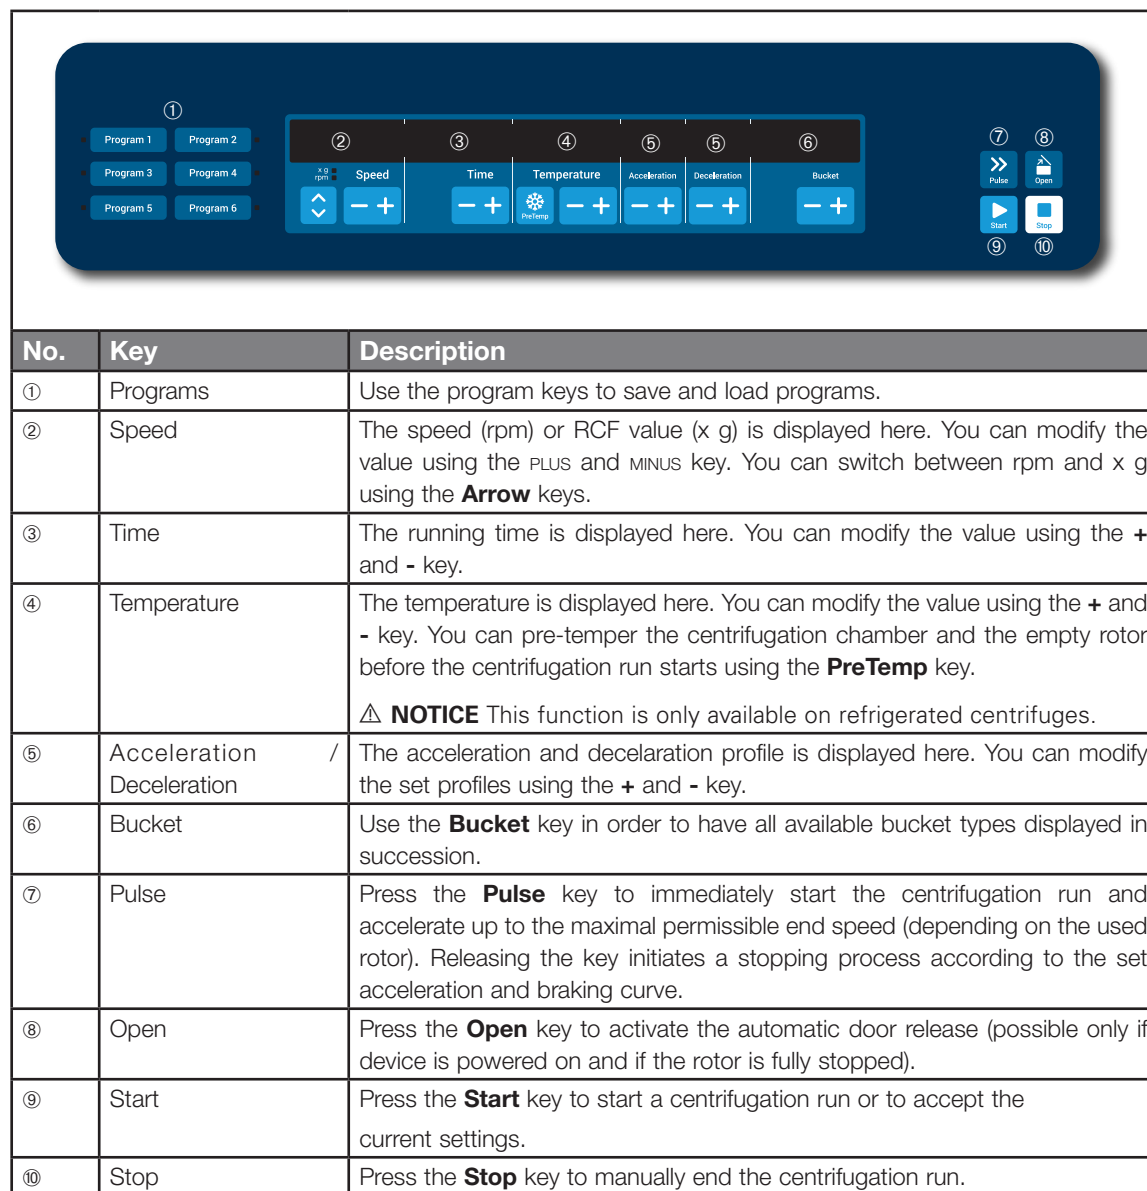 ①
Program 1 Program 2
Program 3 Program 4
Program 5 Program 6
② ③ ④ ⑤ ⑤ ⑥
x g
rpm
Speed Time Temperature Acceleration Deceleration Bucket
− + − + PreTemp − + − + − + − +
⑦ ⑧
Pulse Open
Start Stop
⑨ ⑩
No. Key Description
① Programs Use the program keys to save and load programs.
② Speed The speed (rpm) or RCF value (x g) is displayed here. You can modify the
value using the PLUS and MINUS key. You can switch between rpm and x g
using the Arrow keys.
③ Time The running time is displayed here. You can modify the value using the +
and - key.
④ Temperature The temperature is displayed here. You can modify the value using the + and
- key. You can pre-temper the centrifugation chamber and the empty rotor
before the centrifugation run starts using the PreTemp key.
⚠ NOTICE This function is only available on refrigerated centrifuges.
⑤ Acceleration / The acceleration and decelaration profile is displayed here. You can modify
Deceleration the set profiles using the + and - key.
⑥ Bucket Use the Bucket key in order to have all available bucket types displayed in
succession.
⑦ Pulse Press the Pulse key to immediately start the centrifugation run and
accelerate up to the maximal permissible end speed (depending on the used
rotor). Releasing the key initiates a stopping process according to the set
acceleration and braking curve.
⑧ Open Press the Open key to activate the automatic door release (possible only if
device is powered on and if the rotor is fully stopped).
⑨ Start Press the Start key to start a centrifugation run or to accept the
current settings.
⑩ Stop Press the Stop key to manually end the centrifugation run.